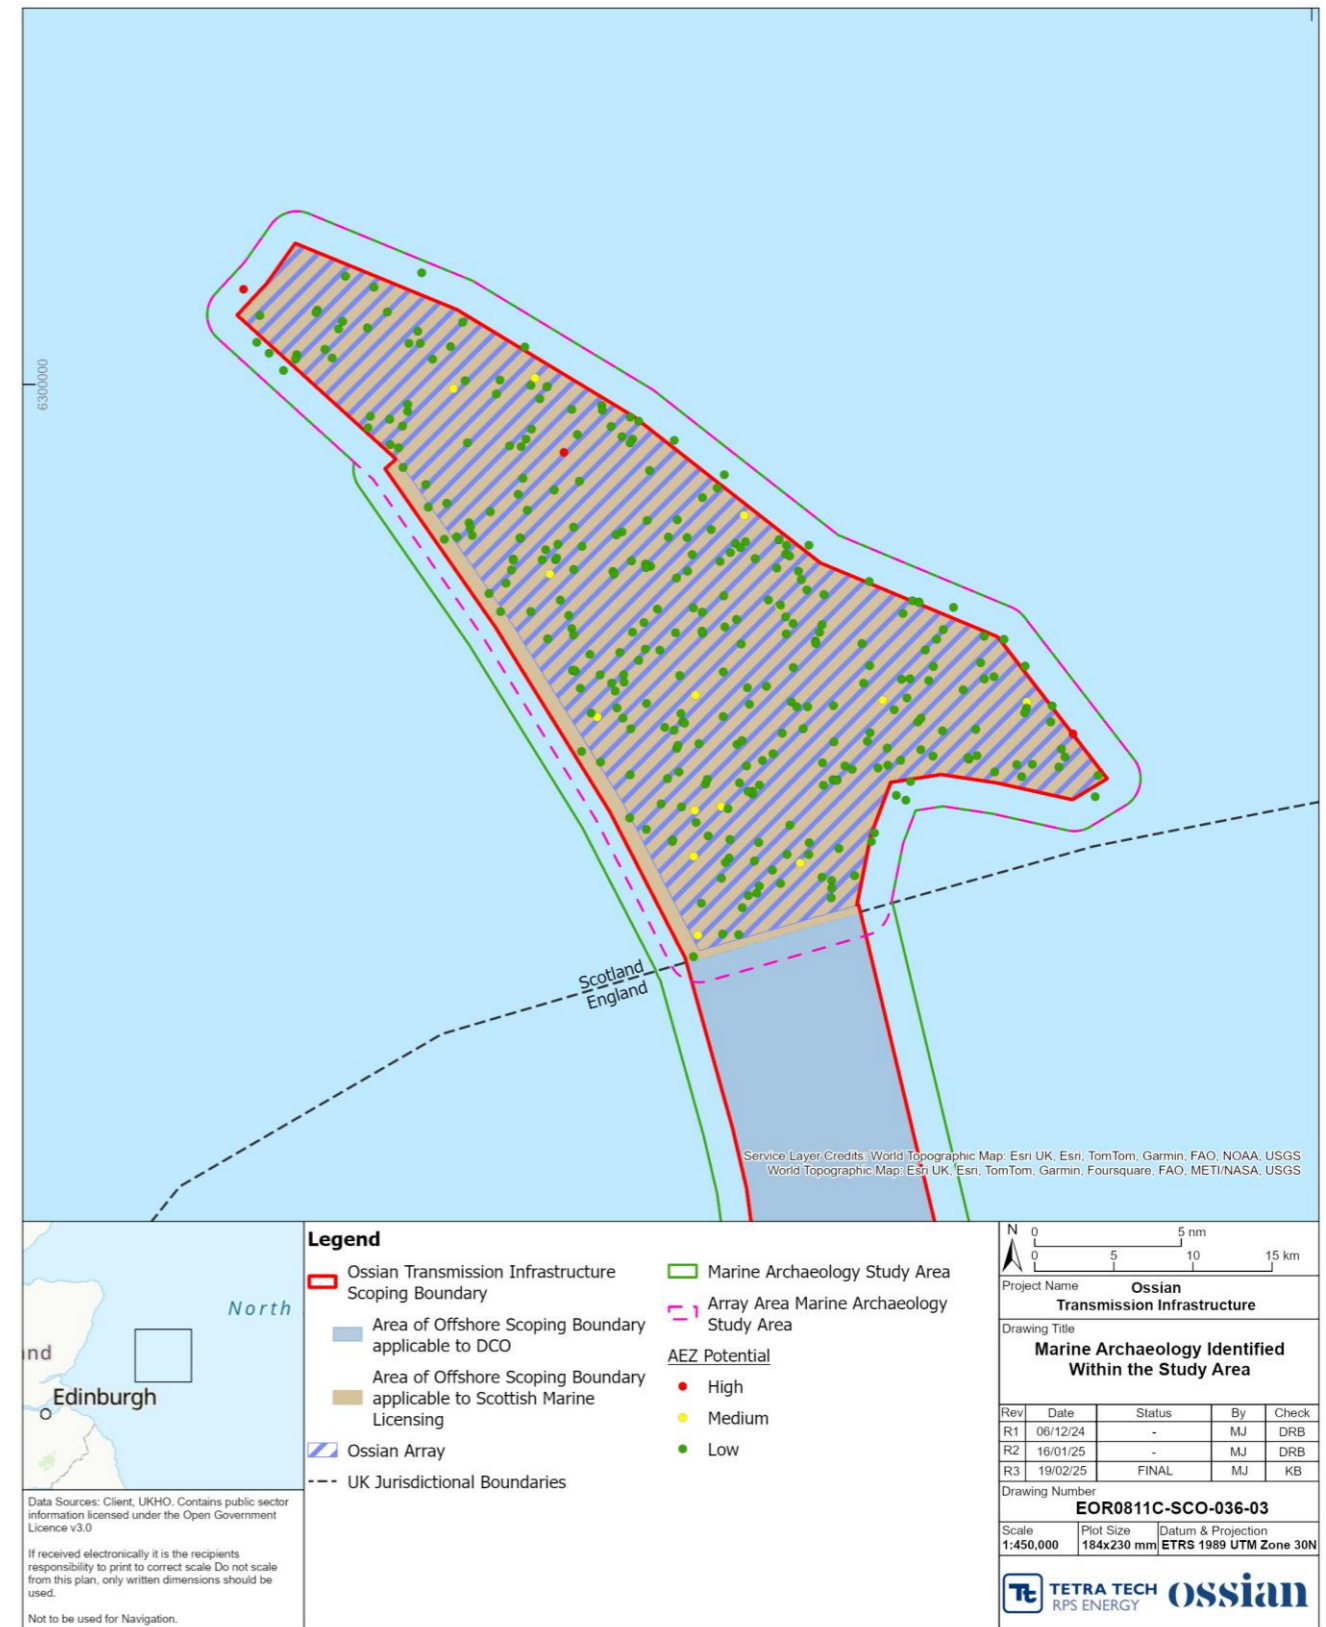 6300000
Scotland
England
Service Layer Credits: World Topographic Map: Esri UK, Esri, TomTom, Garmin, FAO, NOAA, USGS
World Topographic Map: Esri UK, Esri, TomTom, Garmin, Foursquare, FAO, METI/NASA, USGS
North
nd
Edinburgh
Data Sources: Client, UKHO. Contains public sector
information licensed under the Open Government
Licence v3.0
If received electronically it is the recipients
responsibility to print to correct scale Do not scale
from this plan, only written dimensions should be
used.
Not to be used for Navigation.
Legend
Ossian Transmission Infrastructure
Scoping Boundary
Area of Offshore Scoping Boundary
applicable to DCO
Area of Offshore Scoping Boundary
applicable to Scottish Marine
Licensing
Ossian Array
UK Jurisdictional Boundaries
Marine Archaeology Study Area
Array Area Marine Archaeology
Study Area
AEZ Potential
High
Medium
Low
N
0 5 nm
0 5 10 15 km
Project Name Ossian
Transmission Infrastructure
Drawing Title
Marine Archaeology Identified
Within the Study Area
Rev Date Status By Check
R1 06/12/24 - MJ DRB
R2 16/01/25 - MJ DRB
R3 19/02/25 FINAL MJ KB
Drawing Number
EOR0811C-SCO-036-03
Scale Plot Size Datum & Projection
1:450,000 184x230 mm ETRS 1989 UTM Zone 30N
Tt TETRA TECH
RPS ENERGY
ossian